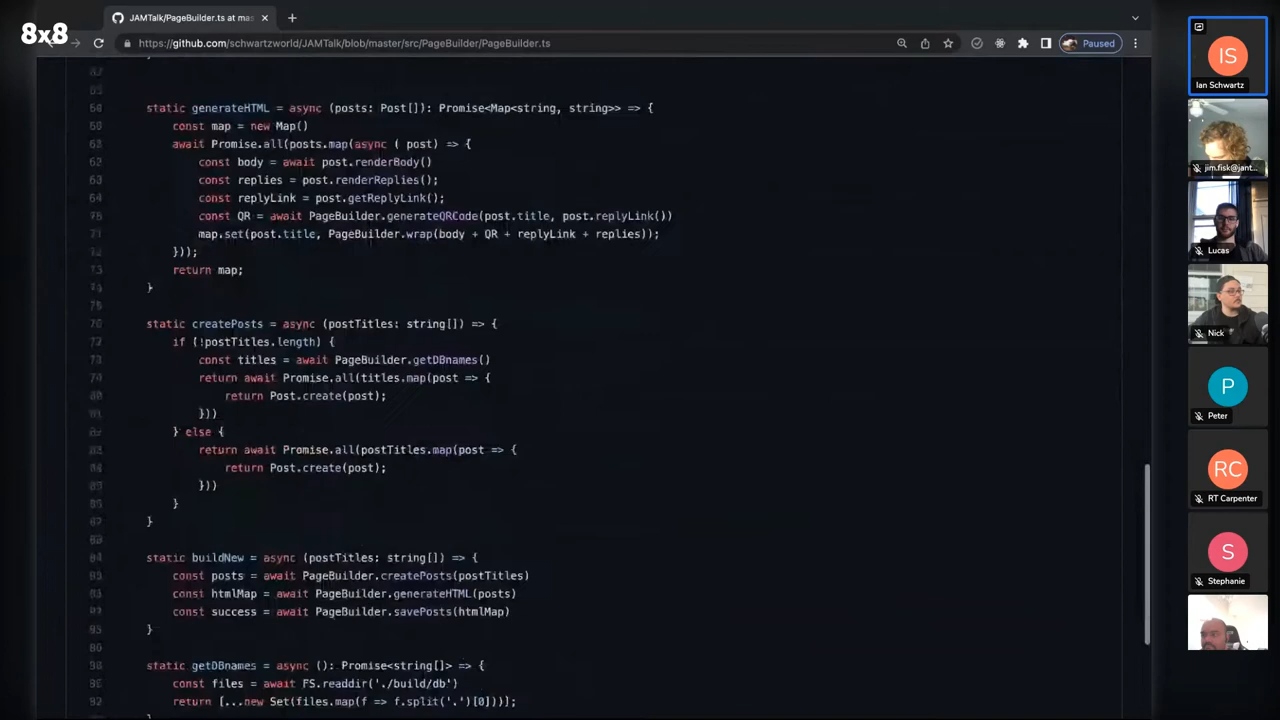 8x8
JAMTalk/PageBuilder.ts at mas
https://github.com/schwartzworld/JAMTalk/blob/master/src/PageBuilder/PageBuilder.ts
Paused
static generateHTML = async (posts: Post[]): Promise<Map<string, string>> => {
const map = new Map()
await Promise.all(posts.map(async ( post) => {
const body = await post.renderBody()
const replies = post.renderReplies();
const replyLink = post.getReplyLink();
const QR = await PageBuilder.generateQRCode(post.title, post.replyLink())
map.set(post.title, PageBuilder.wrap(body + QR + replyLink + replies));
}));
return map;
}
static createPosts = async (postTitles: string[]) => {
if (!postTitles.length) {
const titles = await PageBuilder.getDBnames()
return await Promise.all(titles.map(post => {
return Post.create(post);
}))
} else {
return await Promise.all(postTitles.map(post => {
return Post.create(post);
}))
}
}
static buildNew = async (postTitles: string[]) => {
const posts = await PageBuilder.createPosts(postTitles)
const htmlMap = await PageBuilder.generateHTML(posts)
const success = await PageBuilder.savePosts(htmlMap)
}
static getDBnames = async (): Promise<string[]> => {
const files = await FS.readdir('./build/db')
return [...new Set(files.map(f => f.split('.')[0]))];
IS
Ian Schwartz
jim.fisk@jant...
Lucas
Nick
P
Peter
RC
RT Carpenter
S
Stephanie